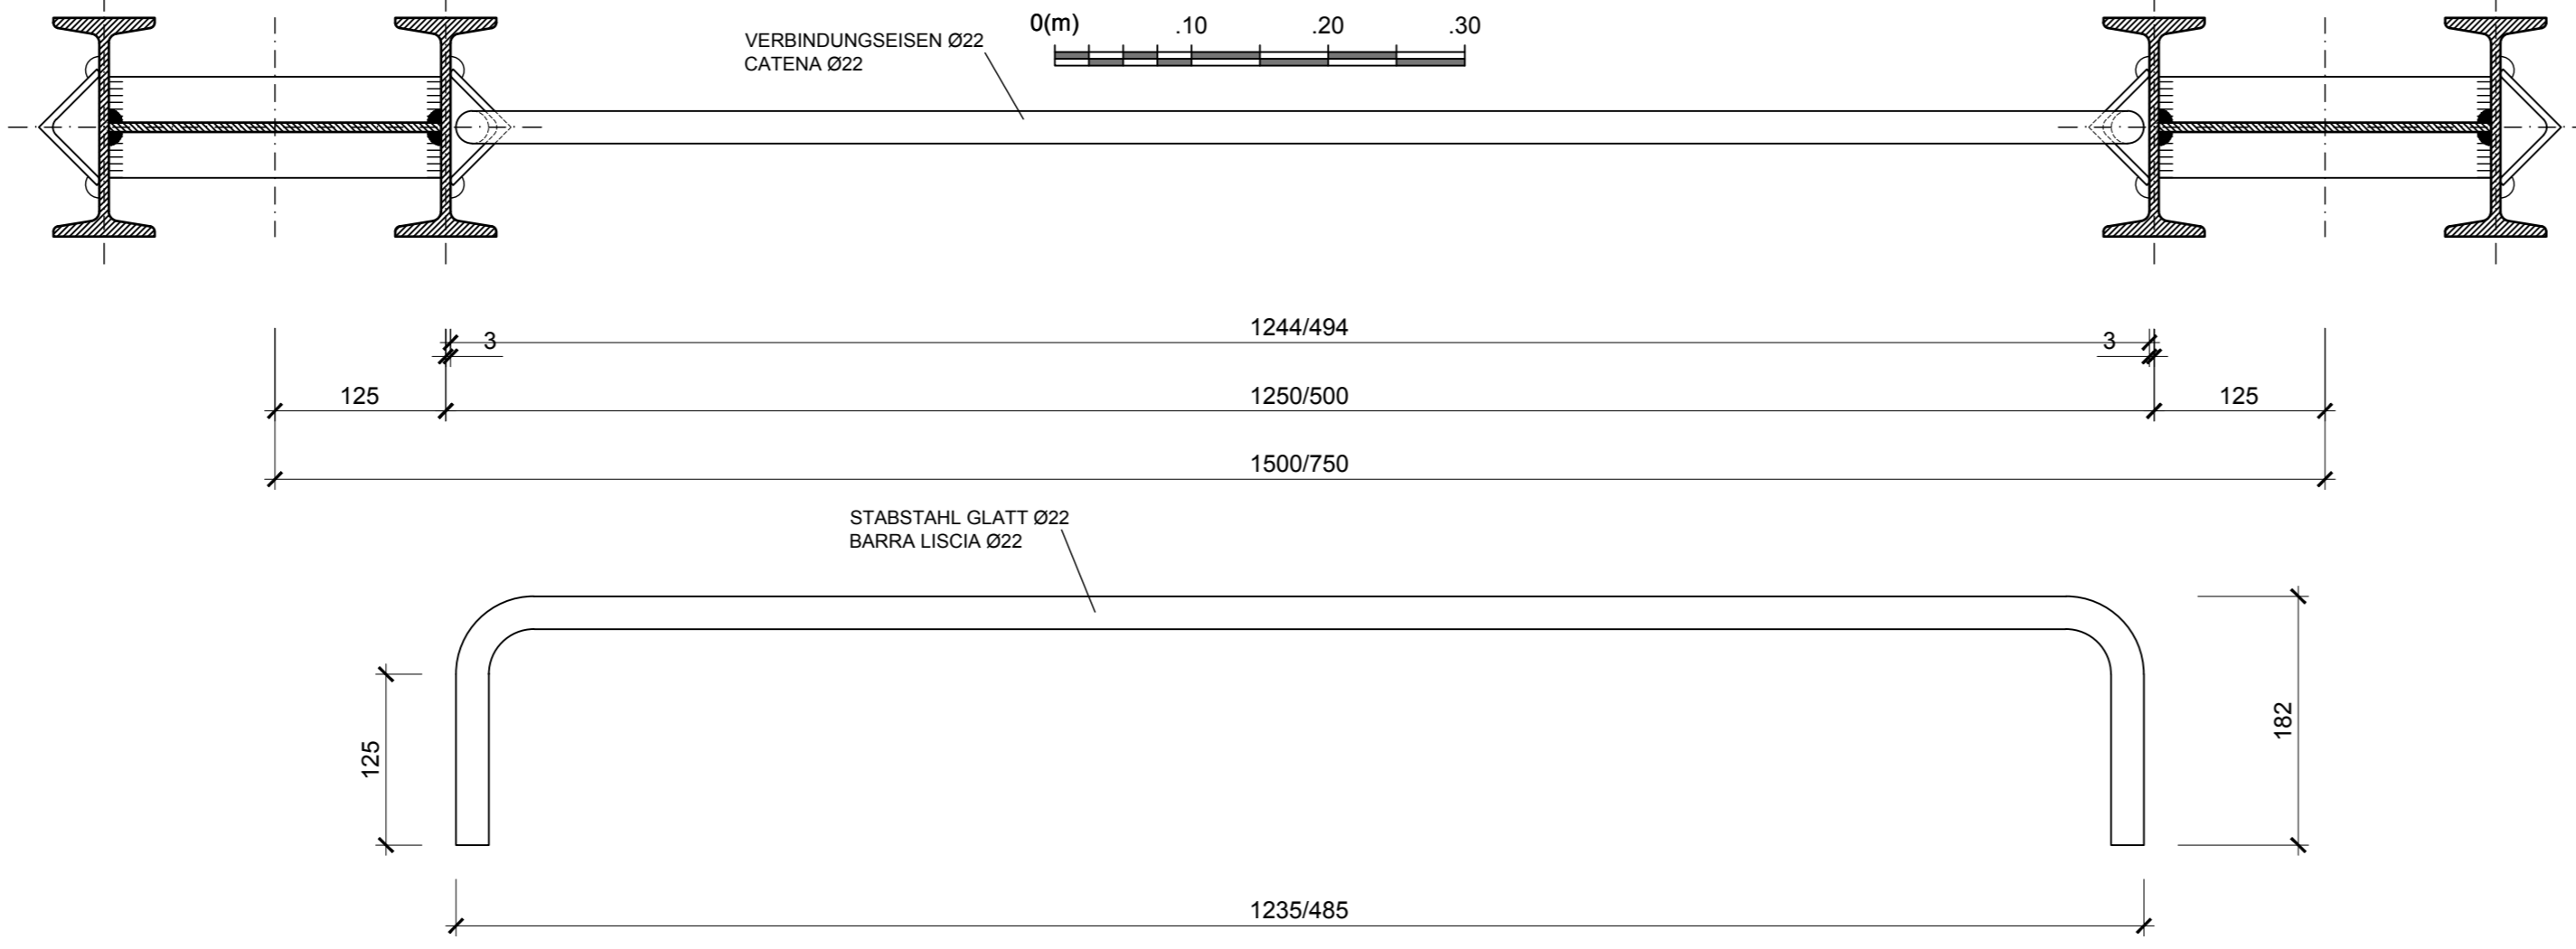 0(m) .10 .20 .30
VERBINDUNGSEISEN Ø22
CATENA Ø22
1244/494
3 3
125 1250/500 125
1500/750
STABSTAHL GLATT Ø22
BARRA LISCIA Ø22
125
182
1235/485